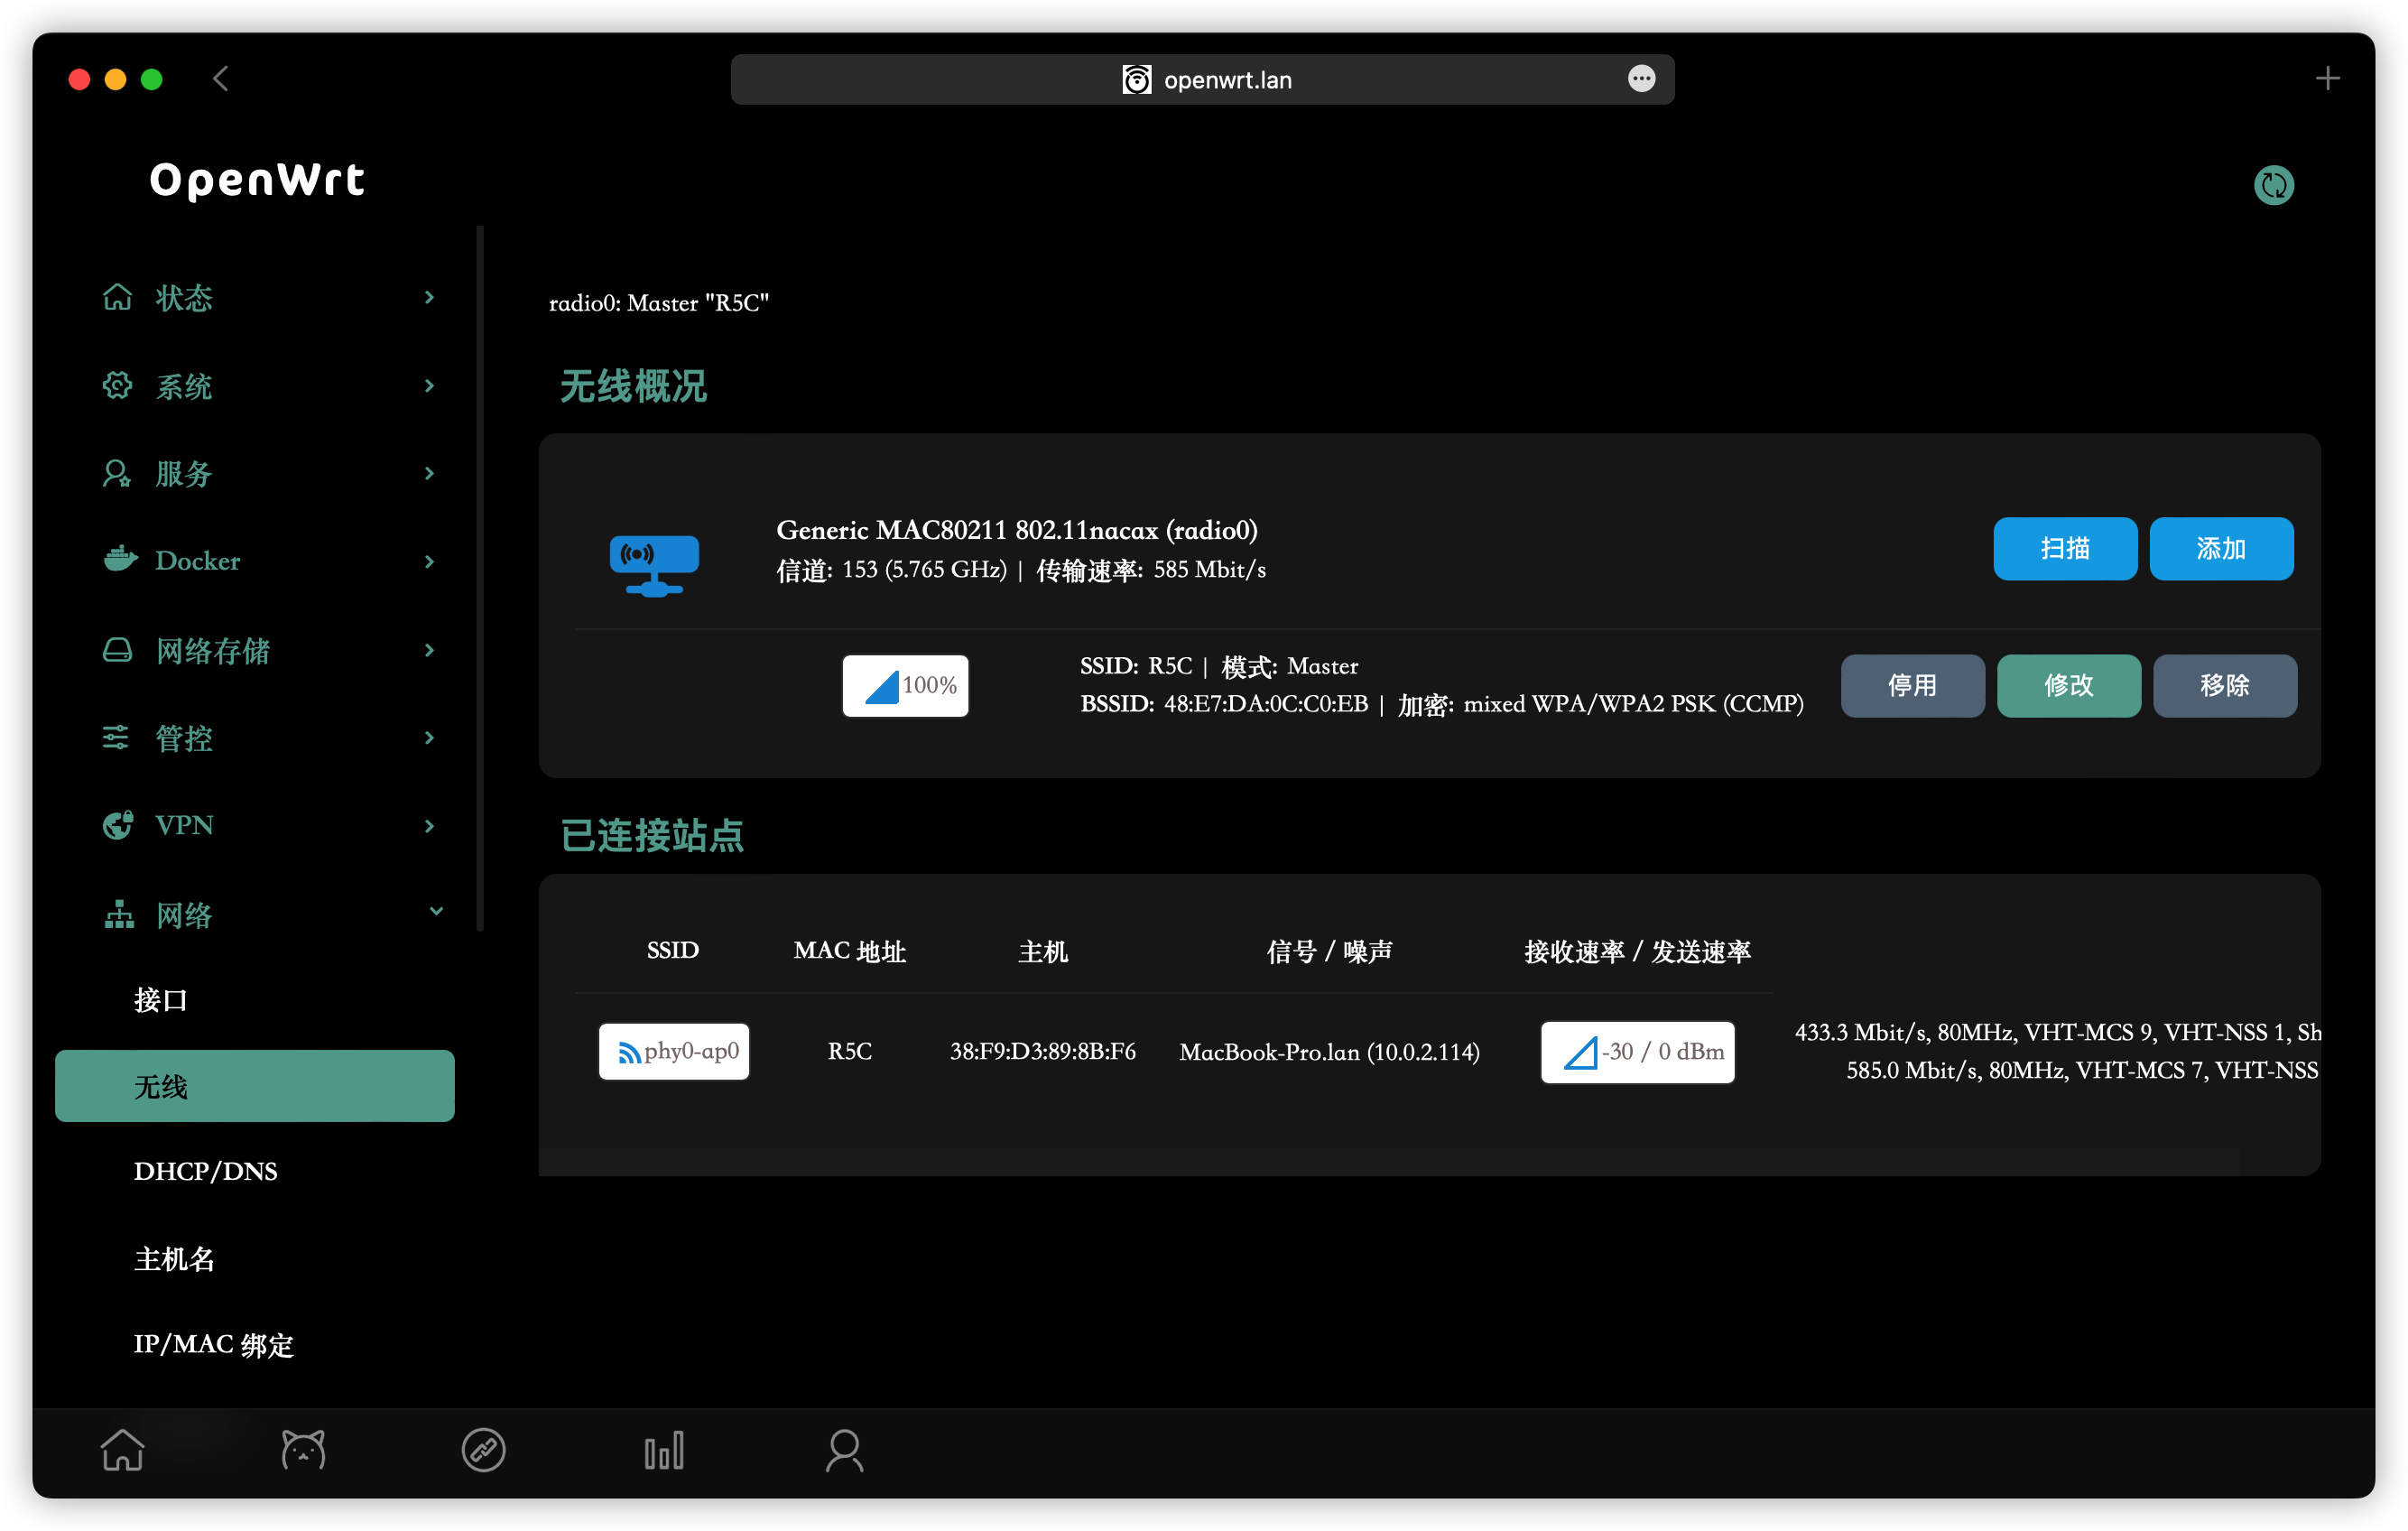 openwrt.lan
OpenWrt
状态
系统
服务
Docker
网络存储
管控
VPN
网络
接口
无线
DHCP/DNS
主机名
IP/MAC 绑定
radio0: Master "R5C"
无线概况
Generic MAC80211 802.11nacax (radio0)
信道: 153 (5.765 GHz) | 传输速率: 585 Mbit/s
扫描 添加
100%
SSID: R5C | 模式: Master
BSSID: 48:E7:DA:0C:C0:EB | 加密: mixed WPA/WPA2 PSK (CCMP)
停用 修改 移除
已连接站点
SSID MAC 地址 主机 信号 / 噪声 接收速率 / 发送速率
phy0-ap0 R5C 38:F9:D3:89:8B:F6 MacBook-Pro.lan (10.0.2.114) -30 / 0 dBm
433.3 Mbit/s, 80MHz, VHT-MCS 9, VHT-NSS 1, Sh
585.0 Mbit/s, 80MHz, VHT-MCS 7, VHT-NSS